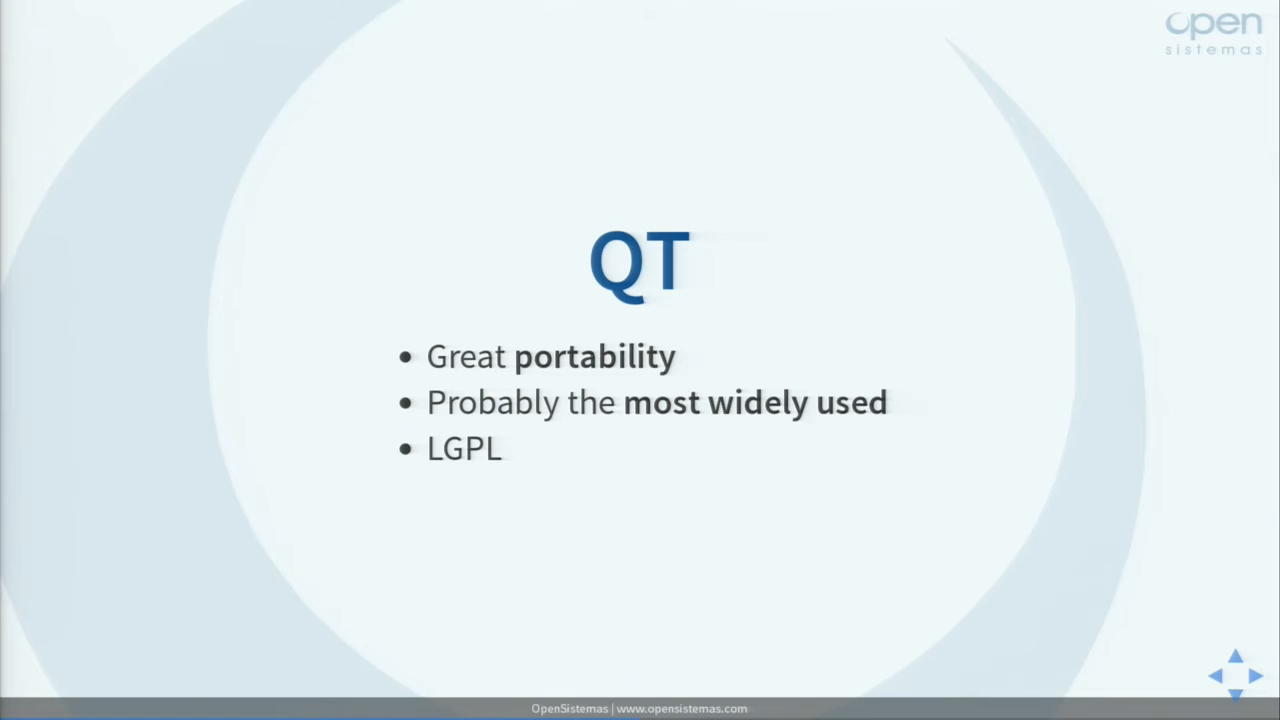 open
sistemas
QT
Great portability
Probably the most widely used
LGPL
OpenSistemas | www.opensistemas.com